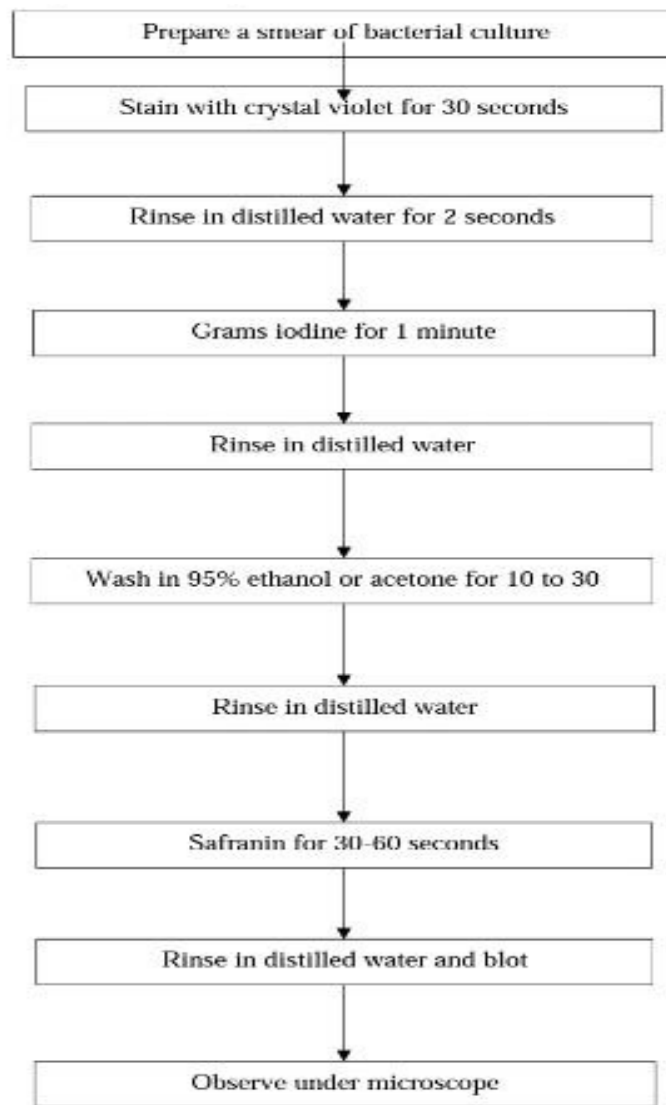 Prepare a smear of bacterial culture
Stain with crystal violet for 30 seconds
Rinse in distilled water for 2 seconds
Grams iodine for 1 minute
Rinse in distilled water
Wash in 95% ethanol or acetone for 10 to 30
Rinse in distilled water
Safranin for 30-60 seconds
Rinse in distilled water and blot
Observe under microscope